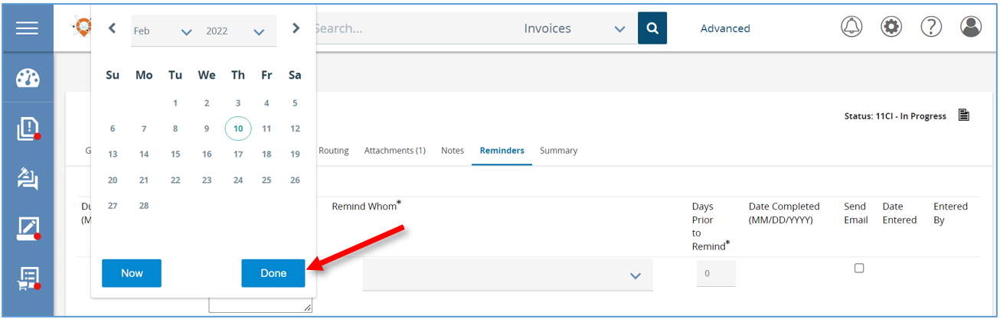 Feb 2022
Search... Invoices Advanced
Su Mo Tu We Th Fr Sa
1 2 3 4 5
6 7 8 9 10 11 12
13 14 15 16 17 18 19
20 21 22 23 24 25 26
27 28
Now Done
Status: 11CI - In Progress
G Routing Attachments (1) Notes Reminders Summary
Du
(M
Remind Whom*
Days
Prior
to
Remind*
Date Completed
(MM/DD/YYYY)
Send
Email
Date
Entered
Entered
By
0